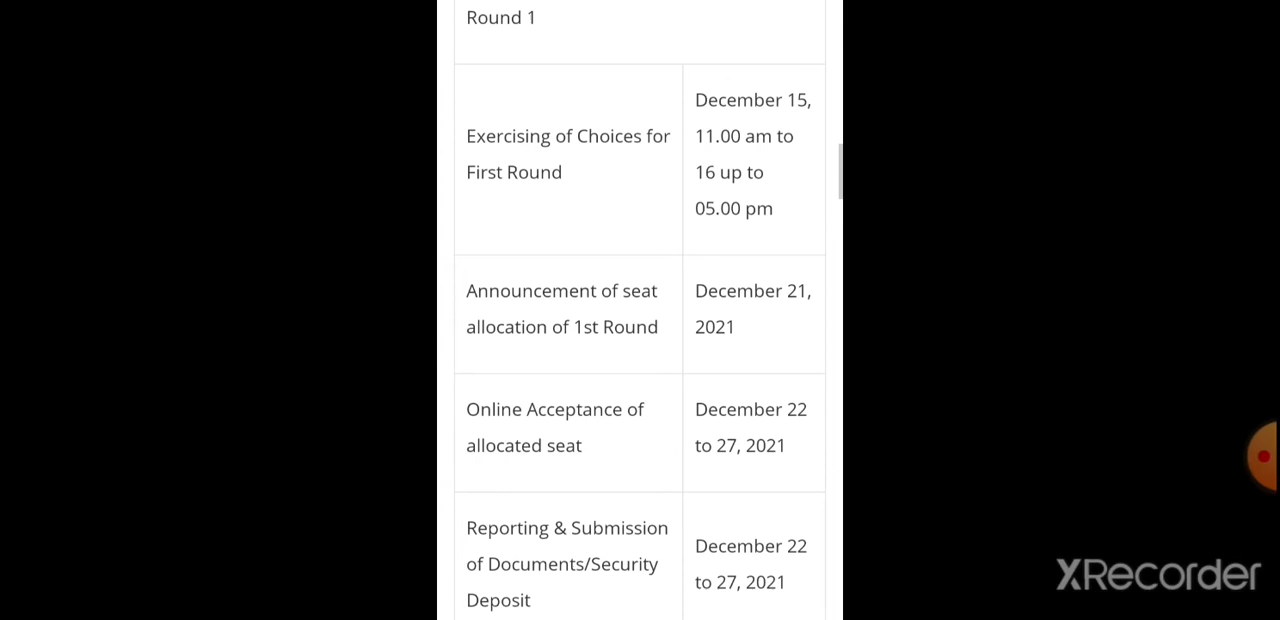 Round 1
Exercising of Choices for
First Round
December 15,
11.00 am to
16 up to
05.00 pm
Announcement of seat
allocation of 1st Round
December 21,
2021
Online Acceptance of
allocated seat
December 22
to 27, 2021
Reporting & Submission
of Documents/Security
Deposit
December 22
to 27, 2021
XRecorder